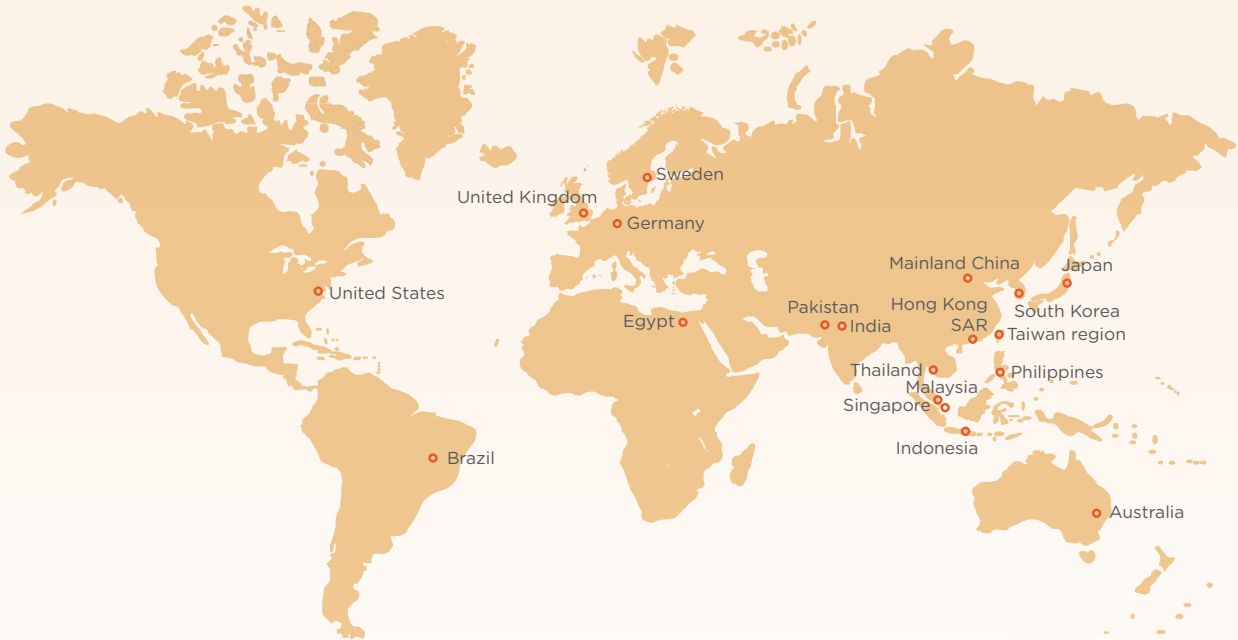 Sweden
United Kingdom
Germany
Mainland China
Japan
United States
Pakistan
Hong Kong
SAR
South Korea
Egypt
India
Taiwan region
Thailand
Philippines
Malaysia
Singapore
Indonesia
Brazil
Australia